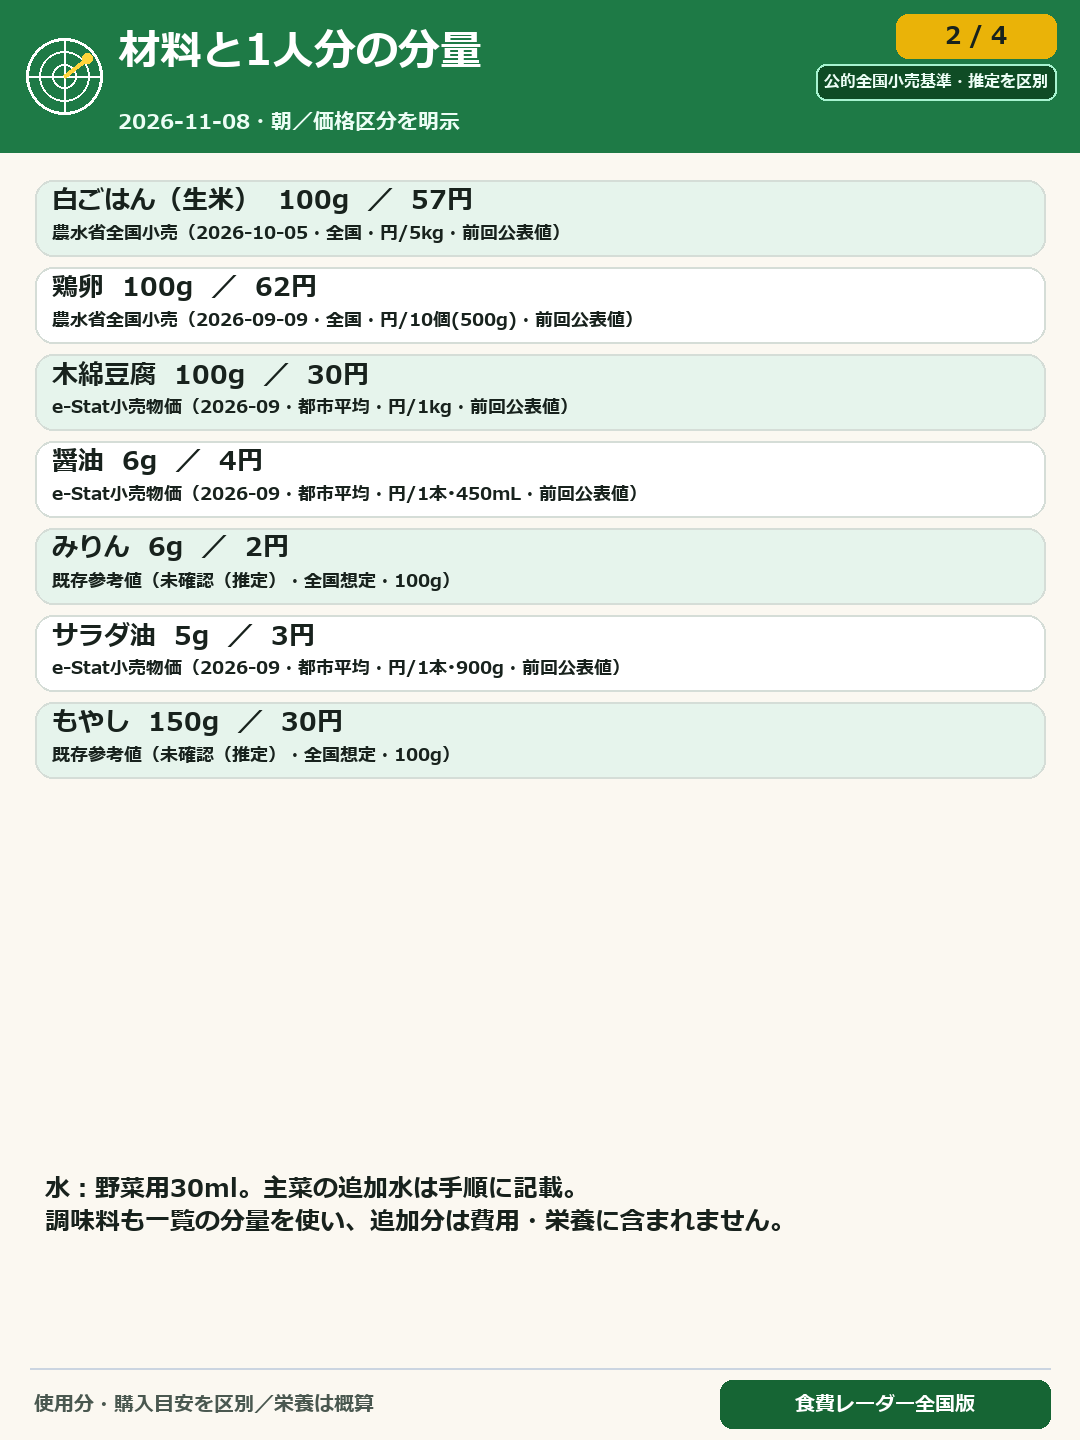 材料と1人分の分量
2 / 4
公的全国小売基準・推定を区別
2026-11-08・朝／価格区分を明示
白ごはん（生米） 100g ／ 57円
農水省全国小売（2026-10-05・全国・円/5kg・前回公表値）
鶏卵 100g ／ 62円
農水省全国小売（2026-09-09・全国・円/10個(500g)・前回公表値）
木綿豆腐 100g ／ 30円
e-Stat小売物価（2026-09・都市平均・円/1kg・前回公表値）
醤油 6g ／ 4円
e-Stat小売物価（2026-09・都市平均・円/1本･450mL・前回公表値）
みりん 6g ／ 2円
既存参考値（未確認（推定）・全国想定・100g）
サラダ油 5g ／ 3円
e-Stat小売物価（2026-09・都市平均・円/1本･900g・前回公表値）
もやし 150g ／ 30円
既存参考値（未確認（推定）・全国想定・100g）
水：野菜用30ml。主菜の追加水は手順に記載。
調味料も一覧の分量を使い、追加分は費用・栄養に含まれません。
使用分・購入目安を区別／栄養は概算
食費レーダー全国版